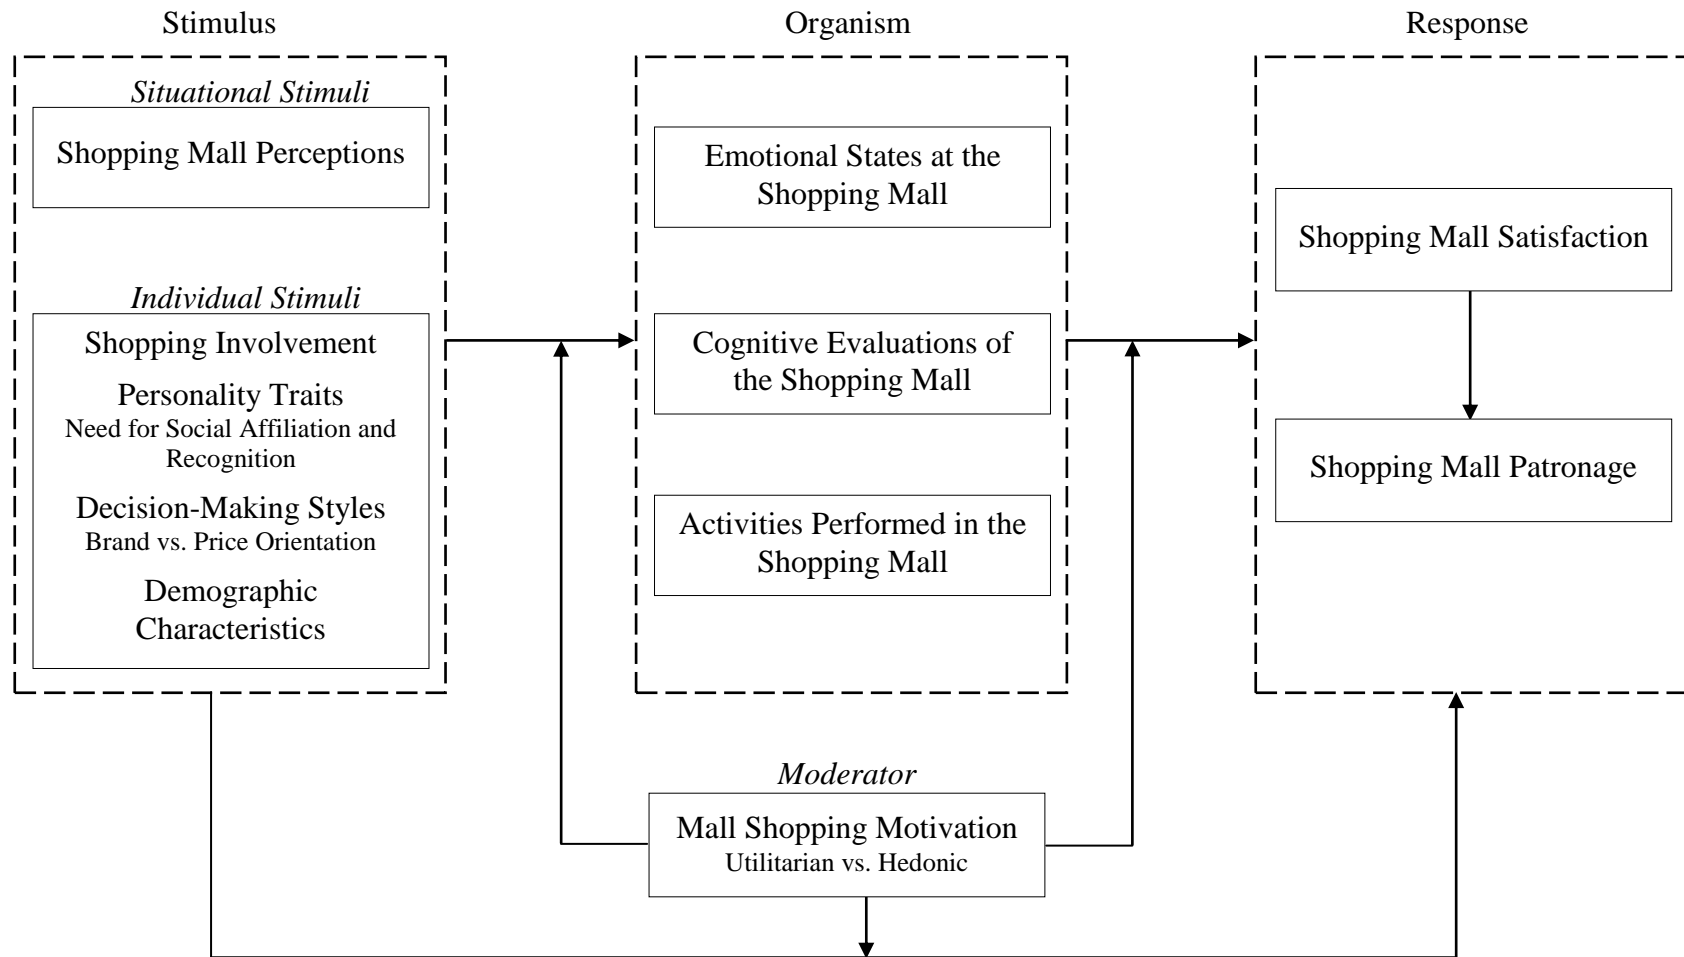 Stimulus
Situational Stimuli
Shopping Mall Perceptions
Individual Stimuli
Shopping Involvement
Personality Traits
Need for Social Affiliation and
Recognition
Decision-Making Styles
Brand vs. Price Orientation
Demographic
Characteristics
Organism
Emotional States at the
Shopping Mall
Cognitive Evaluations of
the Shopping Mall
Activities Performed in the
Shopping Mall
Response
Shopping Mall Satisfaction
Shopping Mall Patronage
Moderator
Mall Shopping Motivation
Utilitarian vs. Hedonic